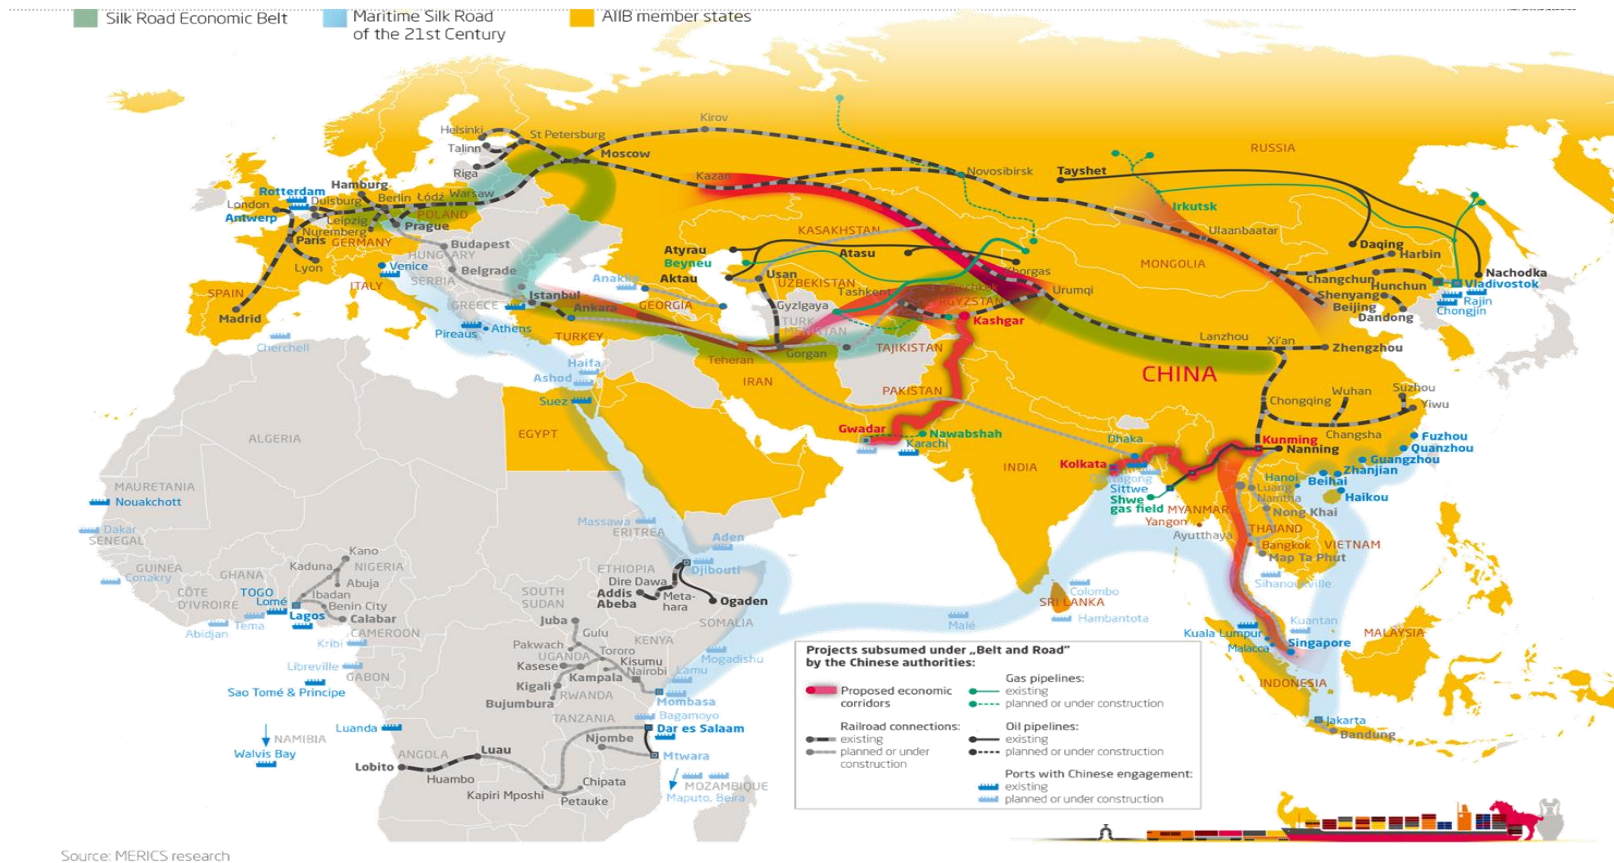 Silk Road Economic Belt
Maritime Silk Road
of the 21st Century
AIIB member states
Helsinki
Talinn
Riga
St Petersburg
Moscow
Kirov
Kazan
Novosibirsk
Tayshet
RUSSIA
Irkutsk
Ulaanbaatar
MONGOLIA
Rotterdam
Hamburg
London
Duisburg
Berlin
Łódź
Warsaw
Antwerp
Leipzig
POLAND
Prague
Nuremberg
Paris
GERMANY
Lyon
Budapest
HUNGARY
Venice
Belgrade
SERBIA
ITALY
SPAIN
Madrid
GREECE
Istanbul
Ankara
Pireaus
Athens
TURKEY
Anaklia
GEORGIA
Atyrau
Beyneu
Aktau
KASAKHSTAN
Atasu
Usan
UZBEKISTAN
Tashkent
Gyzlgaya
Khorgas
Urumqi
Kashgar
TAJIKISTAN
Teheran
Gorgan
IRAN
PAKISTAN
Gwadar
Nawabshah
Karachi
Daqing
Harbin
Changchun
Hunchun
Nachodka
Vladivostok
Shenyang
Beijing
Dandong
Rajin
Chongjin
Lanzhou
Xi'an
Zhengzhou
CHINA
Chongqing
Wuhan
Suzhou
Yiwu
Changsha
Kunming
Nanning
Fuzhou
Quanzhou
Guangzhou
Zhanjian
Beihai
Haikou
Hanoi
Dhaka
INDIA
Kolkata
Chittagong
Sittwe
Shwe
gas field
MYANMAR
Yangon
Luang
Namtha
Nong Khai
THAILAND
Ayutthaya
Bangkok
VIETNAM
Map Ta Phut
Sihanoukville
Colombo
SRI LANKA
Hambantota
Malé
Kuantan
Kuala Lumpur
Malacca
Singapore
MALAYSIA
INDONESIA
Jakarta
Bandung
Cherchell
Haifa
Ashod
Suez
EGYPT
ALGERIA
MAURETANIA
Nouakchott
Dakar
SENEGAL
GUINEA
Conakry
CÔTE
D'IVOIRE
GHANA
TOGO
Lomé
Abidjan
Tema
Lagos
Kano
Kaduna
NIGERIA
Abuja
Ibadan
Benin City
Calabar
CAMEROON
Kribi
Libreville
GABON
Sao Tomé & Principe
Luanda
NAMIBIA
Walvis Bay
ANGOLA
Lobito
Huambo
Luau
Kapiri Mposhi
Chipata
Petauke
Massawa
ERITREA
Aden
Djibouti
ETHIOPIA
Dire Dawa
Addis
Abeba
Meta-
hara
Ogaden
SOUTH
SUDAN
Juba
SOMALIA
Gulu
KENYA
Pakwach
Tororo
UGANDA
Kisumu
Kasese
Nairobi
Kampala
Lamu
Mogadishu
Kigali
RWANDA
Bujumbura
Mombasa
TANZANIA
Bagamoyo
Dar es Salaam
Njombe
Mtwara
MOZAMBIQUE
Maputo, Beira
Projects subsumed under „Belt and Road"
by the Chinese authorities:
Proposed economic
corridors
Railroad connections:
existing
planned or under
construction
Gas pipelines:
existing
planned or under construction
Oil pipelines:
existing
planned or under construction
Ports with Chinese engagement:
existing
planned or under construction
Source: MERICS research